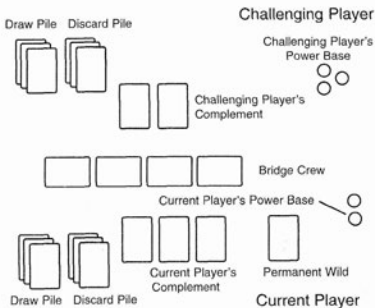 Challenging Player
Draw Pile
Discard Pile
Challenging Player's
Power Base
Challenging Player's
Complement
Bridge Crew
Current Player's Power Base
Current Player's
Complement
Permanent Wild
Draw Pile
Discard Pile
Current Player